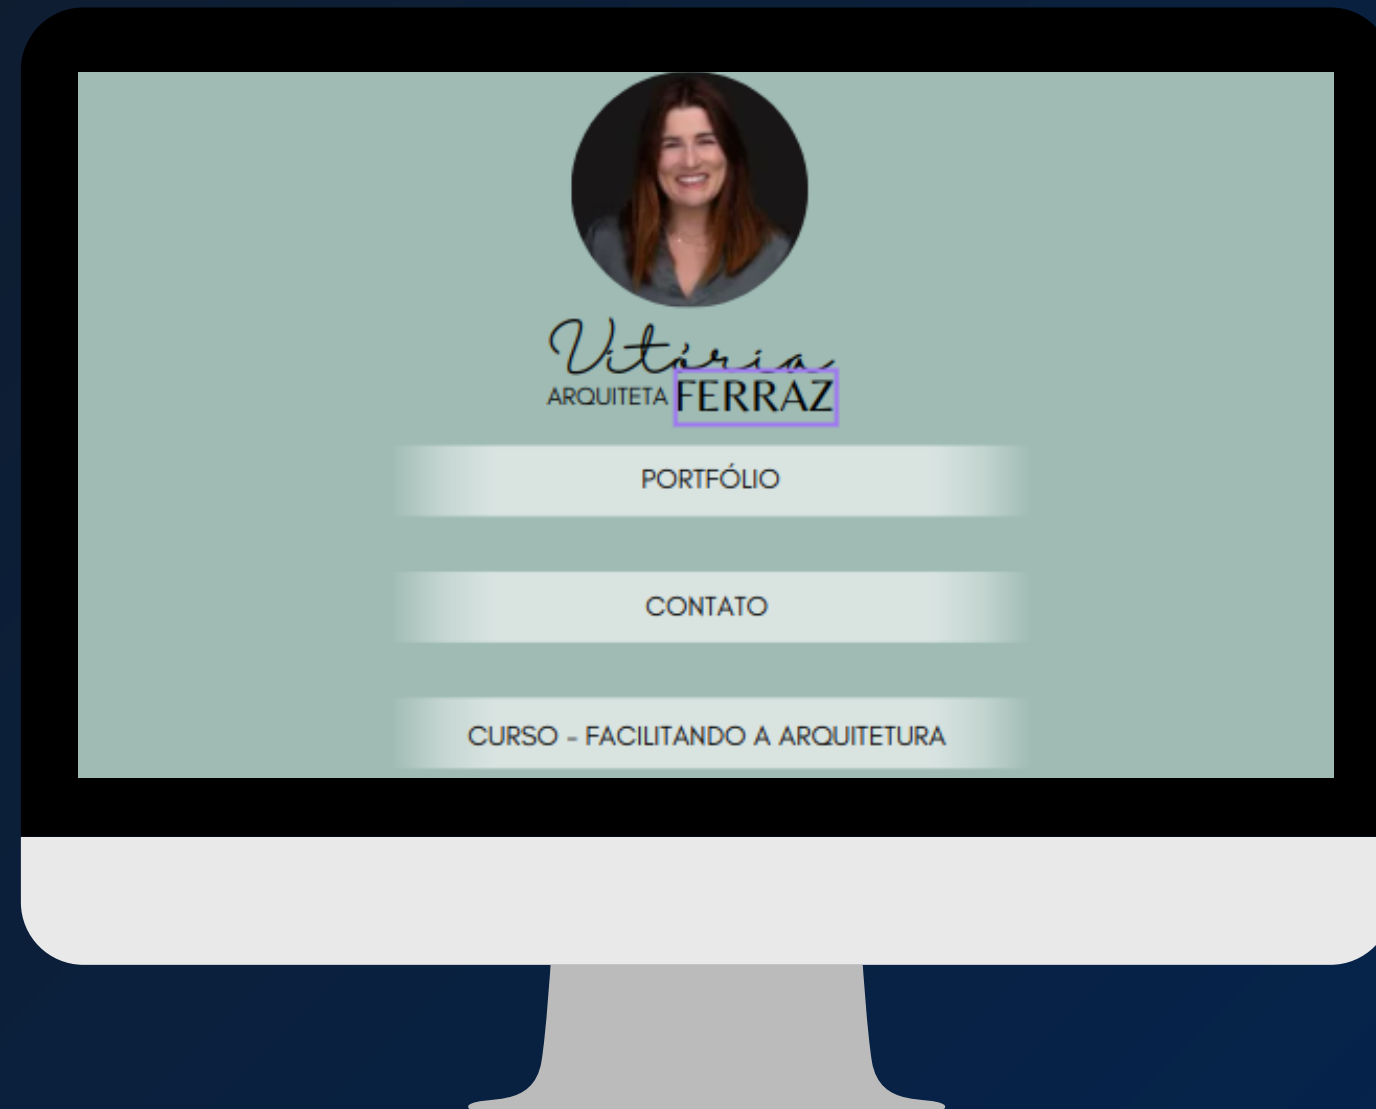 Vitória
ARQUITETA FERRAZ
PORTFÓLIO
CONTATO
CURSO - FACILITANDO A ARQUITETURA